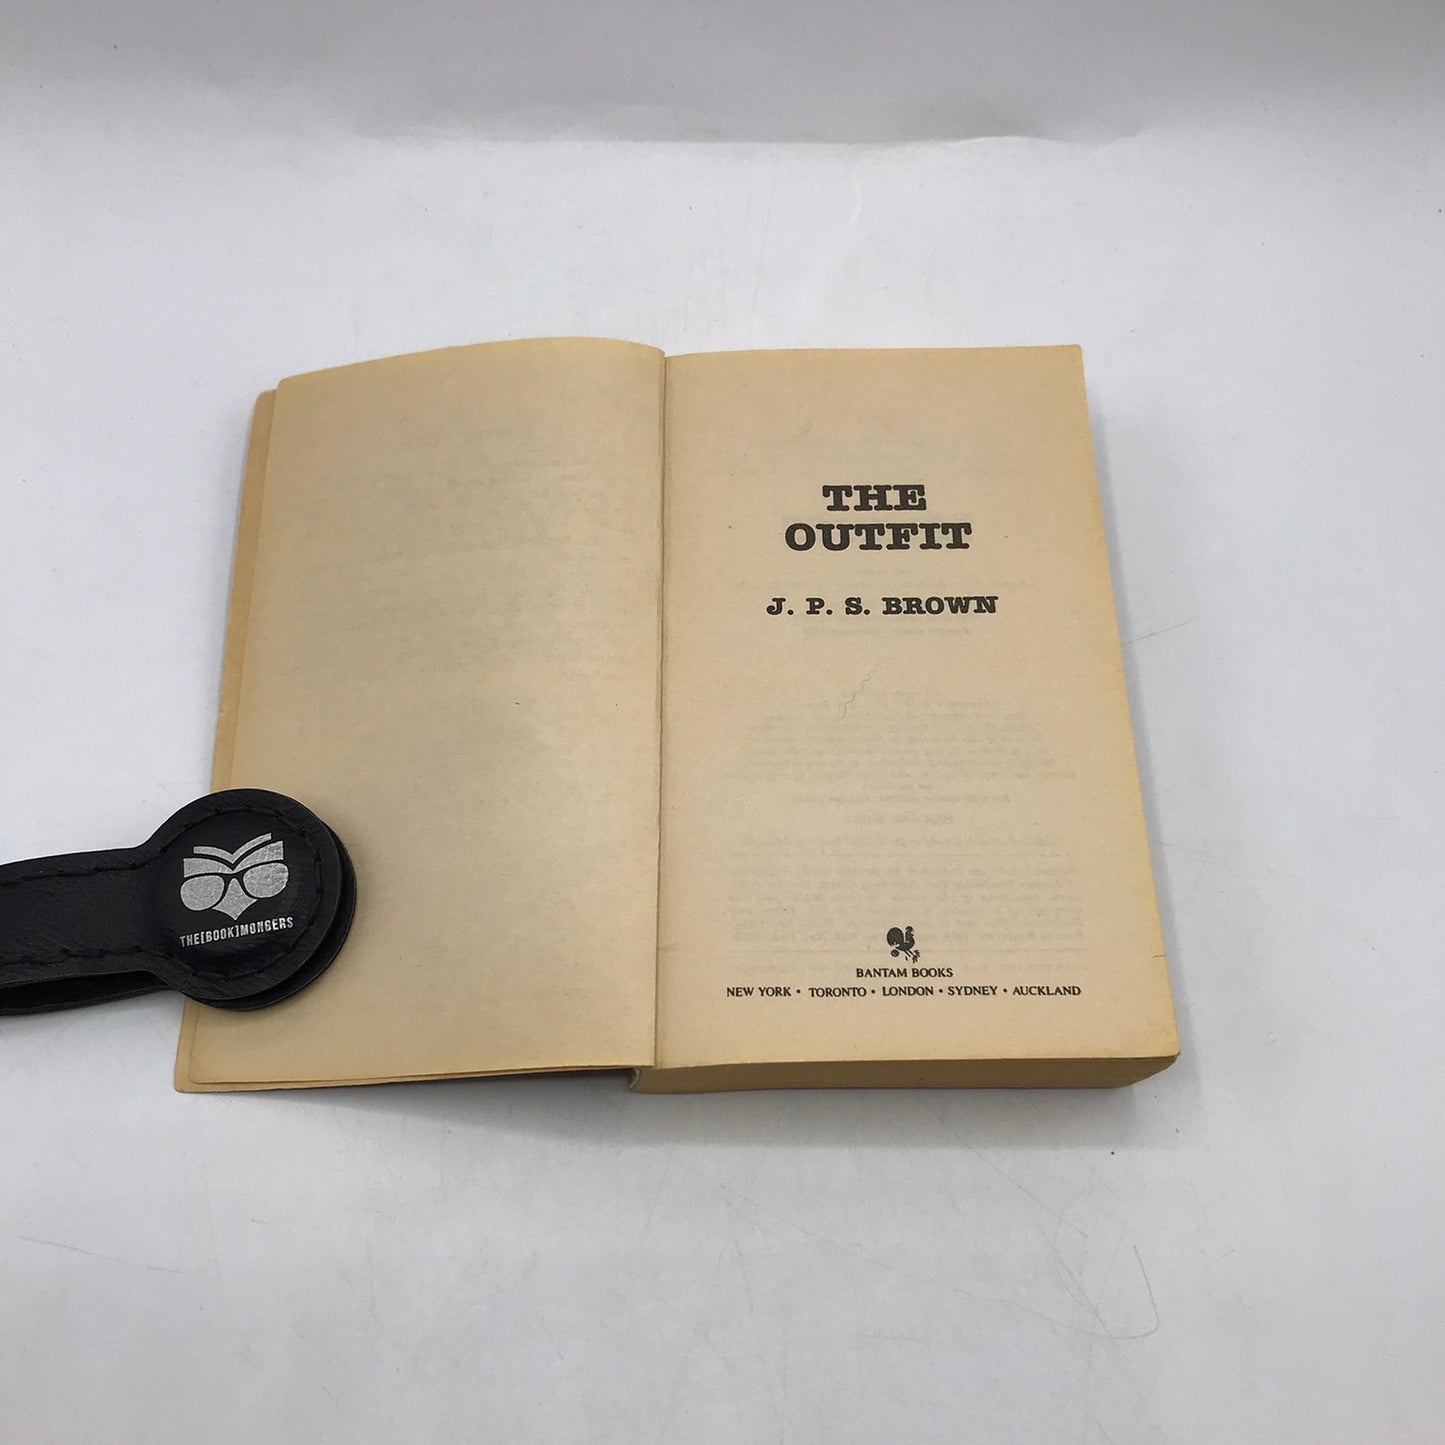 THE
OUTFIT
J. P. S. BROWN
BANTAM BOOKS
NEW YORK • TORONTO • LONDON • SYDNEY • AUCKLAND
THE[BOOK]MONGERS